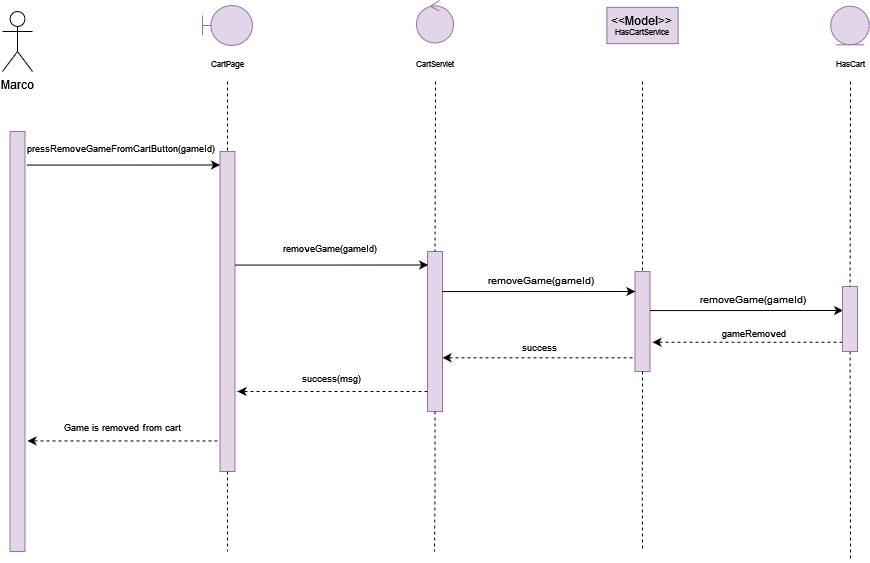 <<Model>>
HasCartService
CartPage
CartServlet
HasCart
Marco
pressRemoveGameFromCartButton(gameId)
removeGame(gameId)
removeGame(gameId)
removeGame(gameId)
gameRemoved
success
success(msg)
Game is removed from cart